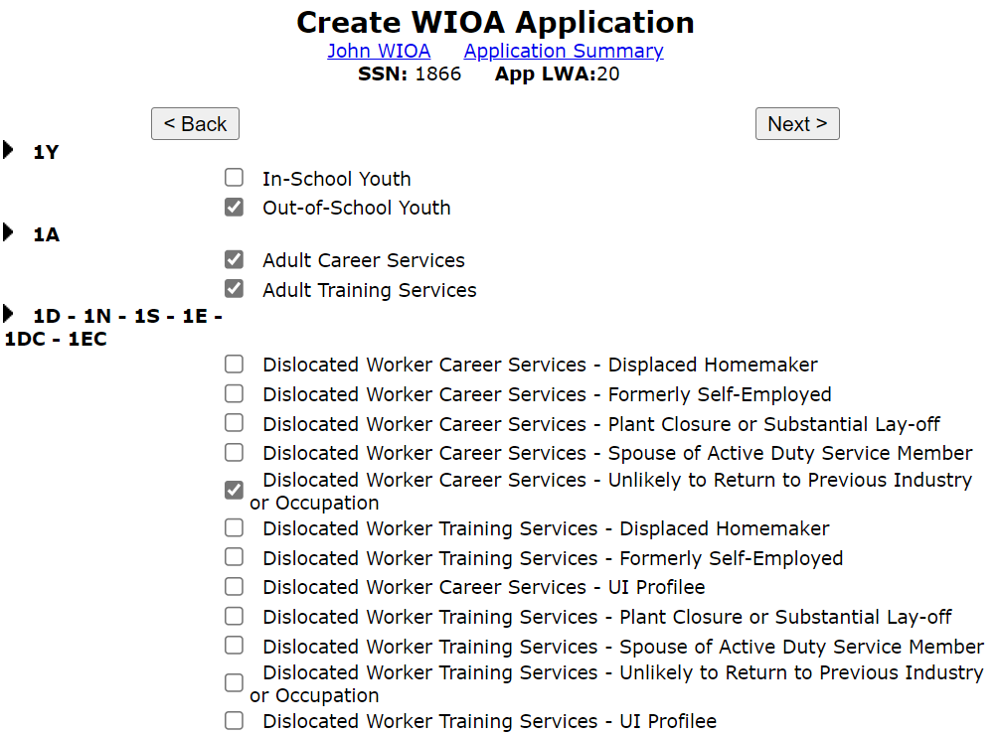 Create WIOA Application
John WIOA Application Summary
SSN: 1866 App LWA:20
< Back Next >
1Y
In-School Youth
Out-of-School Youth
1A
Adult Career Services
Adult Training Services
1D - 1N - 1S - 1E -
1DC - 1EC
Dislocated Worker Career Services - Displaced Homemaker
Dislocated Worker Career Services - Formerly Self-Employed
Dislocated Worker Career Services - Plant Closure or Substantial Lay-off
Dislocated Worker Career Services - Spouse of Active Duty Service Member
Dislocated Worker Career Services - Unlikely to Return to Previous Industry
or Occupation
Dislocated Worker Training Services - Displaced Homemaker
Dislocated Worker Training Services - Formerly Self-Employed
Dislocated Worker Career Services - UI Profilee
Dislocated Worker Training Services - Plant Closure or Substantial Lay-off
Dislocated Worker Training Services - Spouse of Active Duty Service Member
Dislocated Worker Training Services - Unlikely to Return to Previous Industry
or Occupation
Dislocated Worker Training Services - UI Profilee